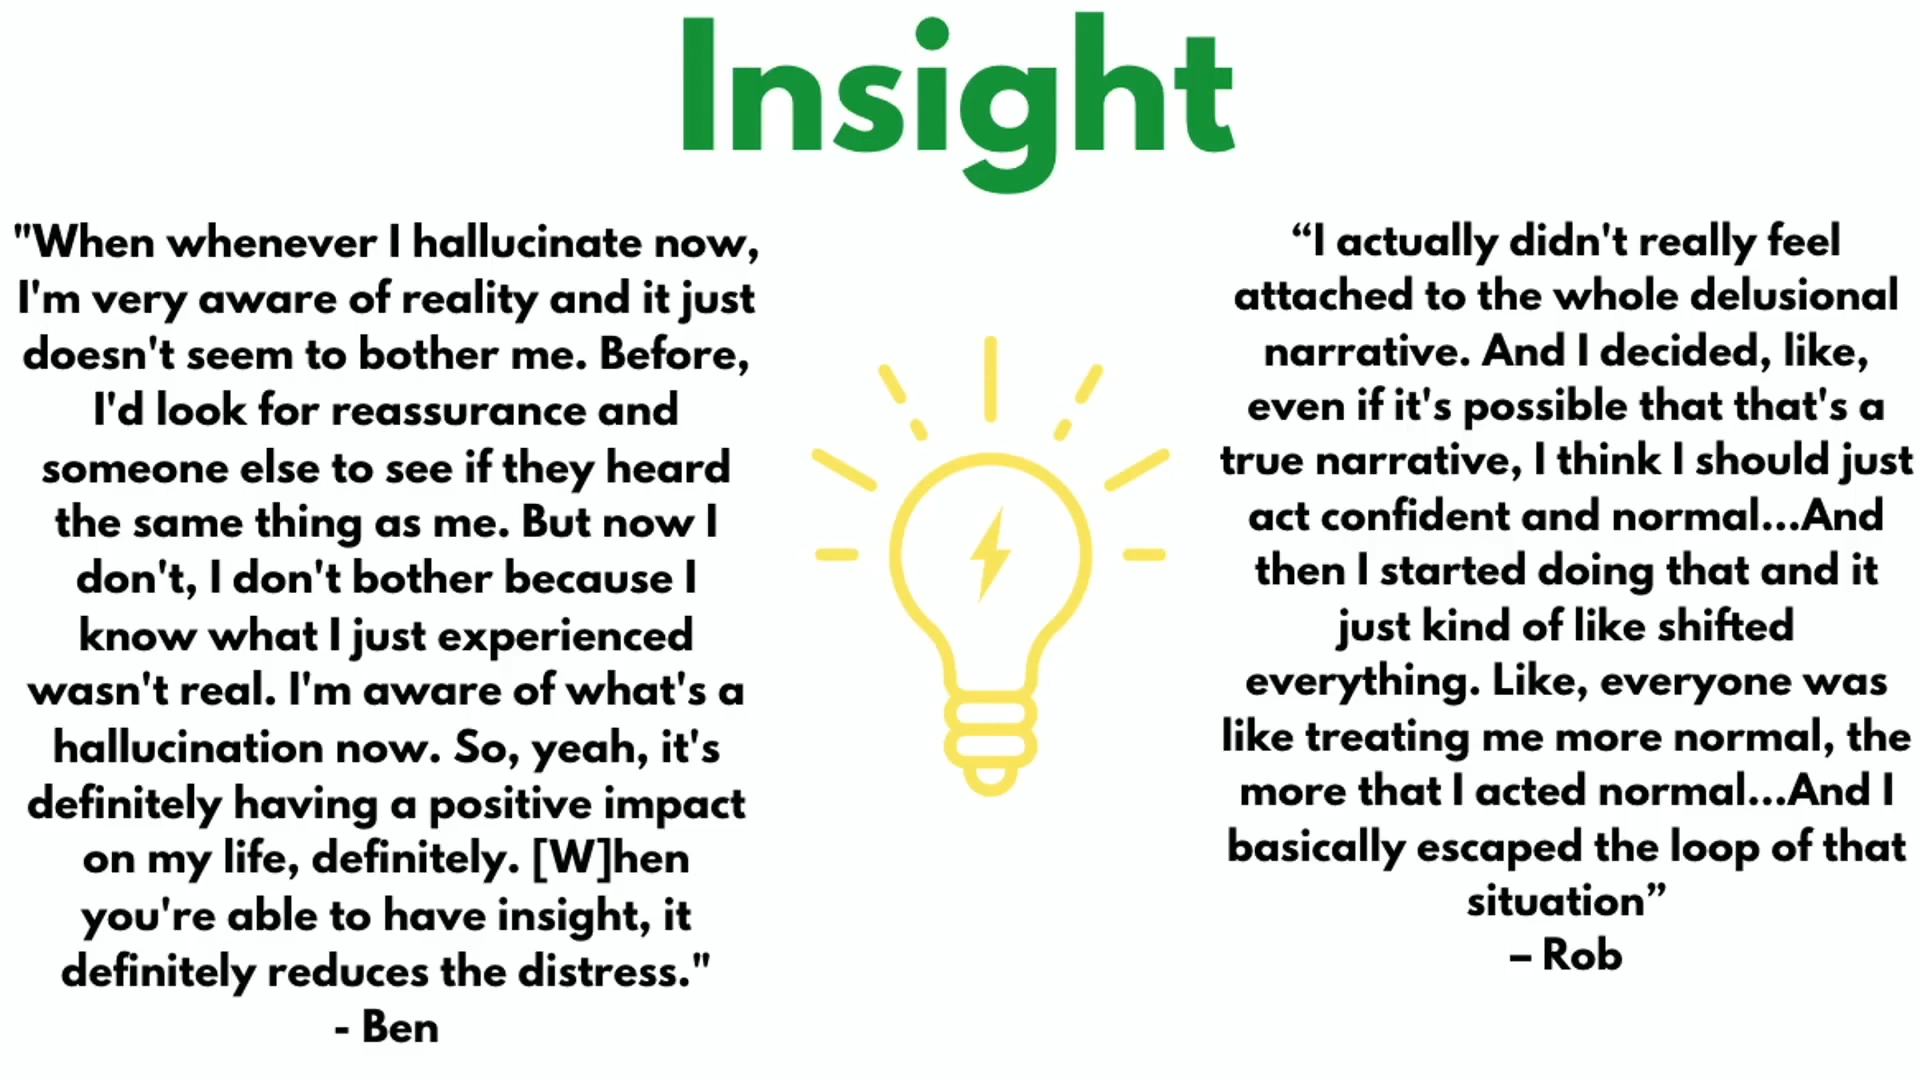 Insight
"When whenever I hallucinate now,
I'm very aware of reality and it just
doesn't seem to bother me. Before,
I'd look for reassurance and
someone else to see if they heard
the same thing as me. But now I
don't, I don't bother because I
know what I just experienced
wasn't real. I'm aware of what's a
hallucination now. So, yeah, it's
definitely having a positive impact
on my life, definitely. [W]hen
you're able to have insight, it
definitely reduces the distress."
- Ben
“I actually didn't really feel
attached to the whole delusional
narrative. And I decided, like,
even if it's possible that that's a
true narrative, I think I should just
act confident and normal...And
then I started doing that and it
just kind of like shifted
everything. Like, everyone was
like treating me more normal, the
more that I acted normal...And I
basically escaped the loop of that
situation”
– Rob